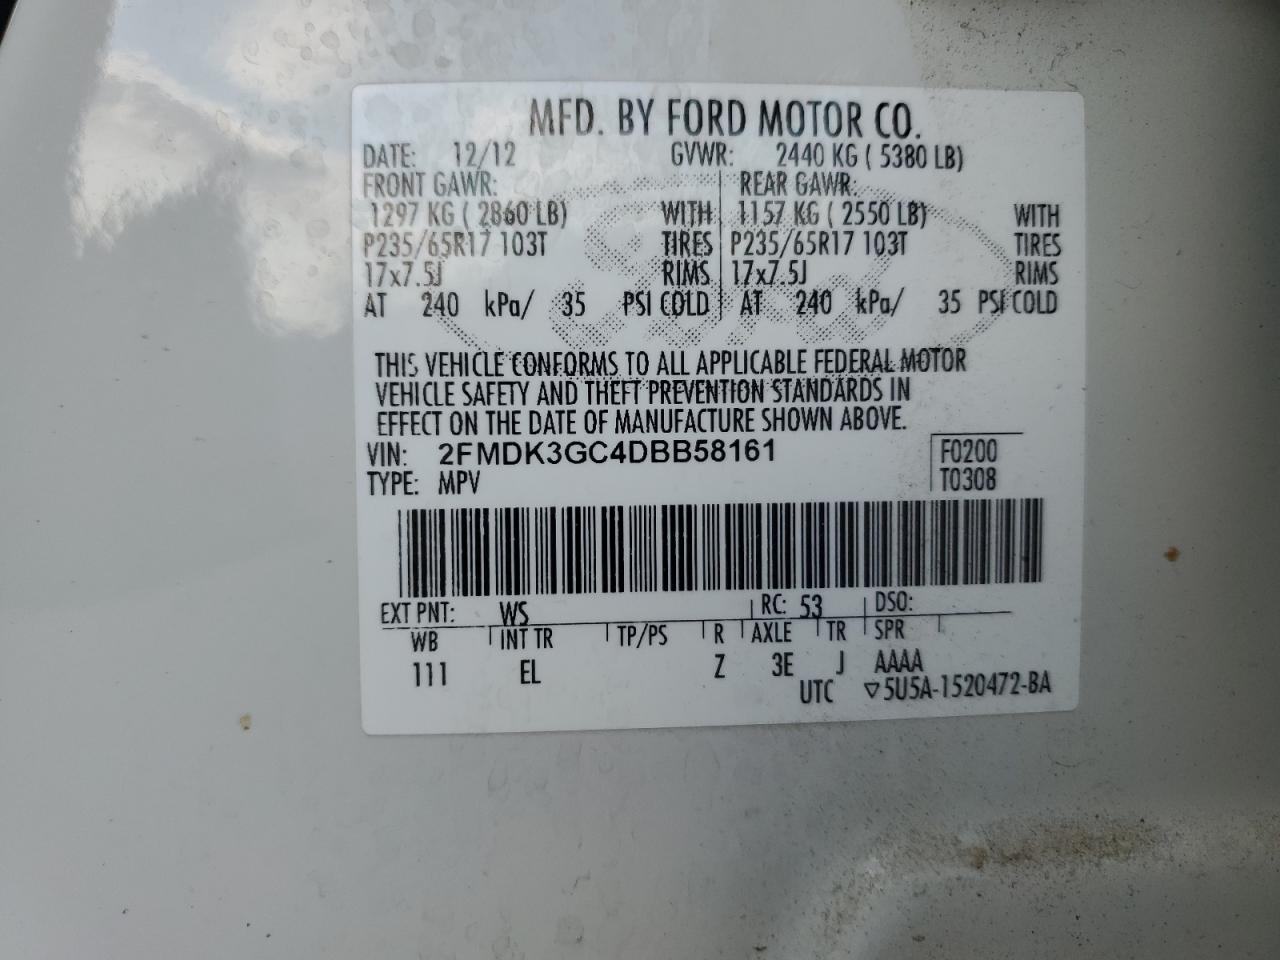 MFD. BY FORD MOTOR CO.
DATE: 12/12 GVWR: 2440 KG ( 5380 LB)
FRONT GAWR: REAR GAWR:
1297 KG ( 2860 LB) WITH 1157 KG ( 2550 LB) WITH
P235/65R17 103T TIRES P235/65R17 103T TIRES
17x7.5J RIMS 17x7.5J RIMS
AT 240 kPa/ 35 PSI COLD AT 240 kPa/ 35 PSI COLD
THIS VEHICLE CONFORMS TO ALL APPLICABLE FEDERAL MOTOR
VEHICLE SAFETY AND THEFT PREVENTION STANDARDS IN
EFFECT ON THE DATE OF MANUFACTURE SHOWN ABOVE.
VIN: 2FMDK3GC4DBB58161 F0200
TYPE: MPV T0308
EXT PNT: WS RC: 53 DSO:
WB INT TR TP/PS R AXLE TR SPR
111 EL Z 3E J AAAA
UTC ▽5U5A-1520472-BA